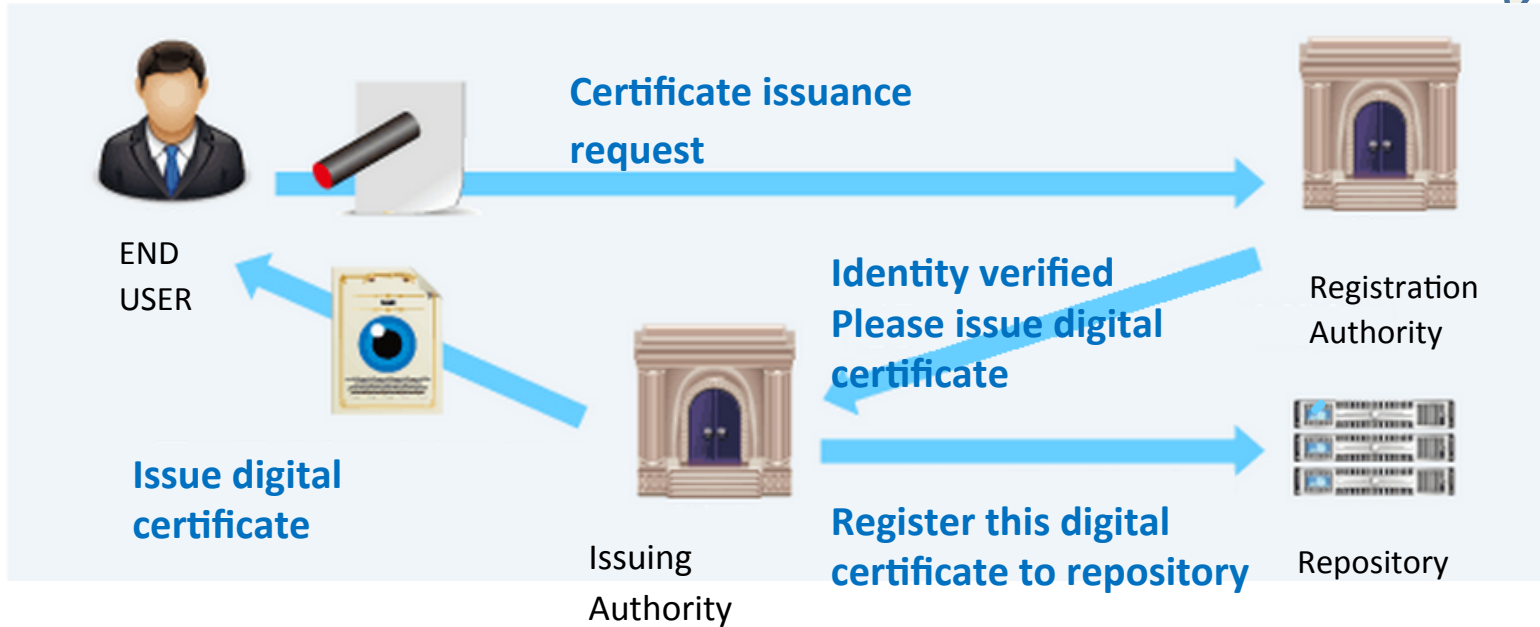 Certificate issuance
request
END
USER
Identity verified
Please issue digital
certificate
Registration
Authority
Issue digital
certificate
Issuing
Authority
Register this digital
certificate to repository
Repository